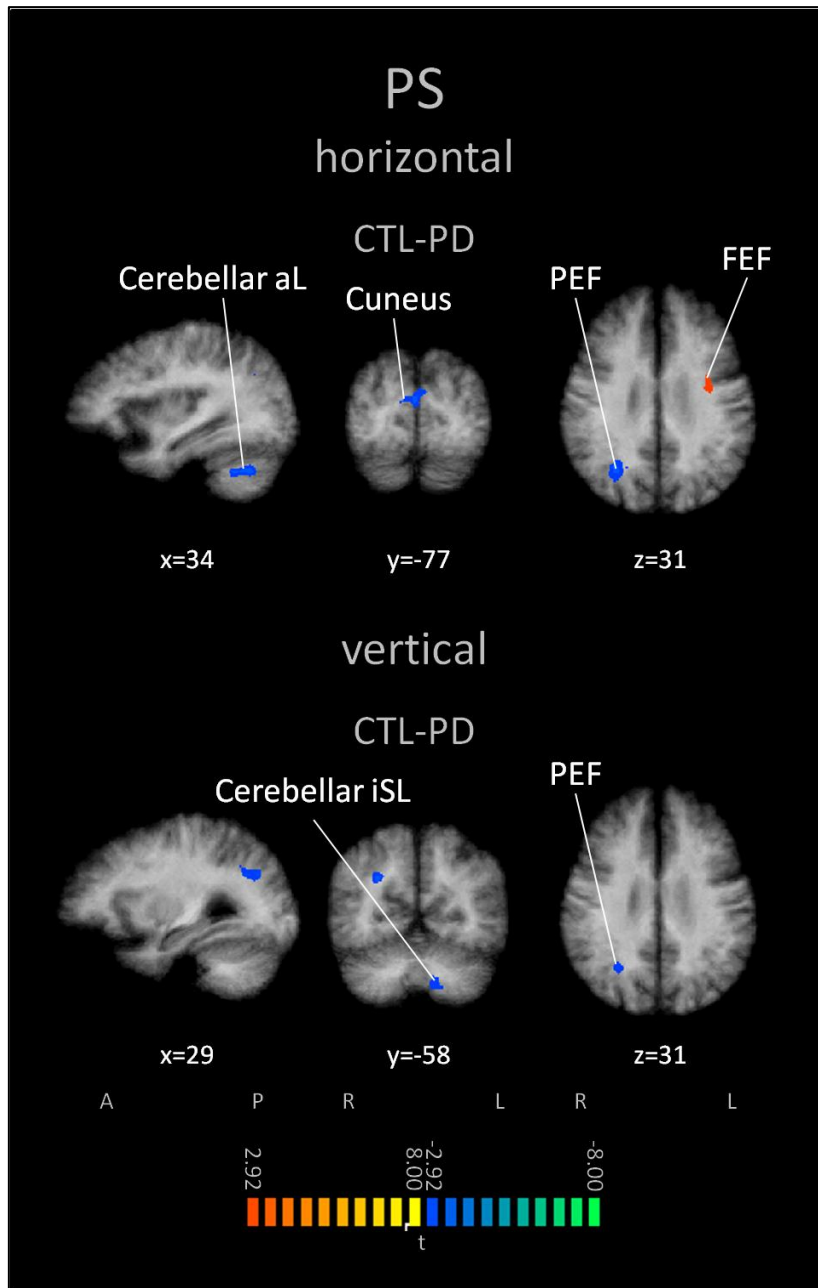 PS
horizontal
CTL-PD
FEF
Cerebellar aL
PEF
Cuneus
x=34 y=-77 z=31
vertical
CTL-PD
PEF
Cerebellar iSL
x=29 y=-58 z=31
A P R L R L
2.92 8.00 -2.92 -8.00
t